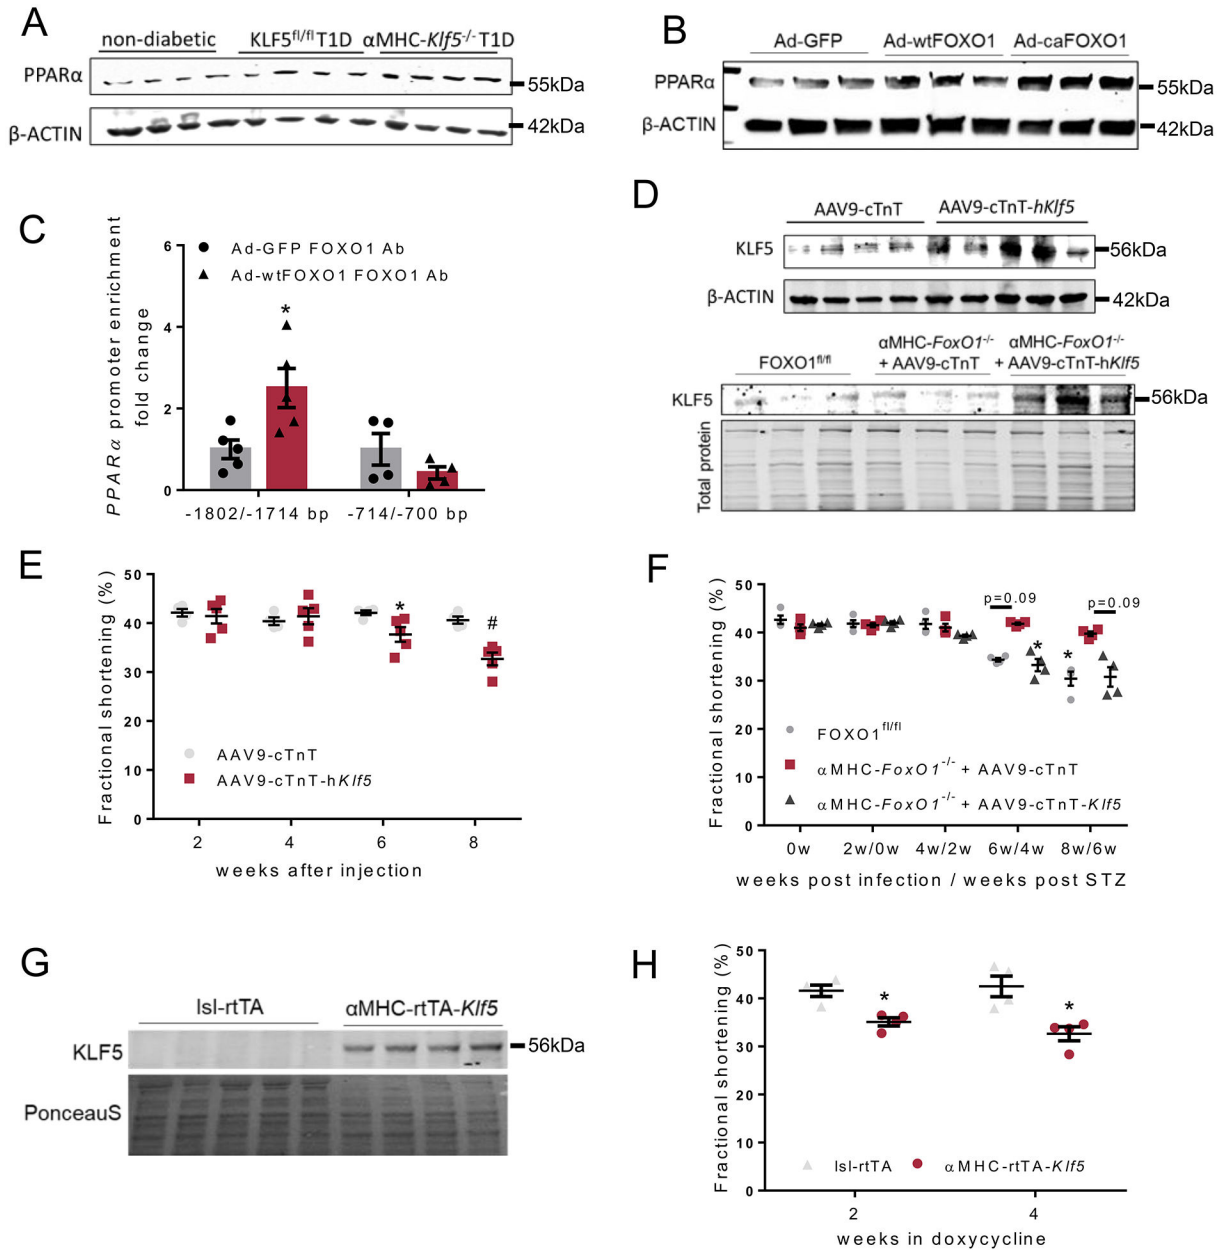 A
non-diabetic KLF5fl/flT1D αMHC-Klf5-/-T1D
PPARα
55kDa
β-ACTIN
42kDa
B
Ad-GFP Ad-wtFOXO1 Ad-caFOXO1
PPARα
55kDa
β-ACTIN
42kDa
C
PPARα promoter enrichment
fold change
6
4
2
0
Ad-GFP FOXO1 Ab
Ad-wtFOXO1 FOXO1 Ab
*
-1802/-1714 bp -714/-700 bp
D
AAV9-cTnT AAV9-cTnT-hKlf5
KLF5
56kDa
β-ACTIN
42kDa
FOXO1fl/fl
αMHC-FoxO1-/-
+ AAV9-cTnT
αMHC-FoxO1-/-
+ AAV9-cTnT-hKlf5
KLF5
56kDa
Total protein
E
Fractional shortening (%)
50
40
30
20
10
0
* #
AAV9-cTnT
AAV9-cTnT-hKlf5
2 4 6 8
weeks after injection
F
Fractional shortening (%)
50
40
30
20
10
0
p=0.09
p=0.09
* *
FOXO1fl/fl
αMHC-FoxO1-/- + AAV9-cTnT
αMHC-FoxO1-/- + AAV9-cTnT-Klf5
0w 2w/0w 4w/2w 6w/4w 8w/6w
weeks post infection / weeks post STZ
G
lsl-rtTA αMHC-rtTA-Klf5
KLF5
56kDa
PonceauS
H
Fractional shortening (%)
50
40
30
20
10
0
* *
lsl-rtTA αMHC-rtTA-Klf5
2 4
weeks in doxycycline